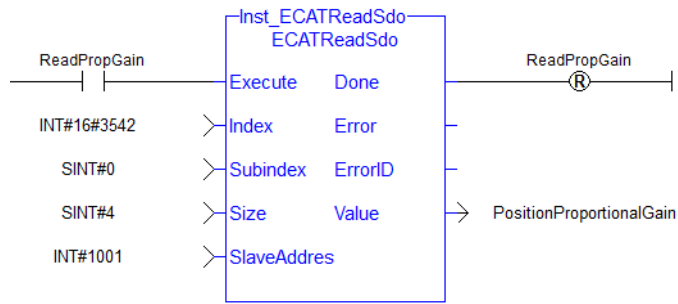 Inst_ECATReadSdo
ECATReadSdo
ReadPropGain Execute Done ReadPropGain
R
INT#16#3542 Index Error
SINT#0 Subindex ErrorID
SINT#4 Size Value PositionProportionalGain
INT#1001 SlaveAddres